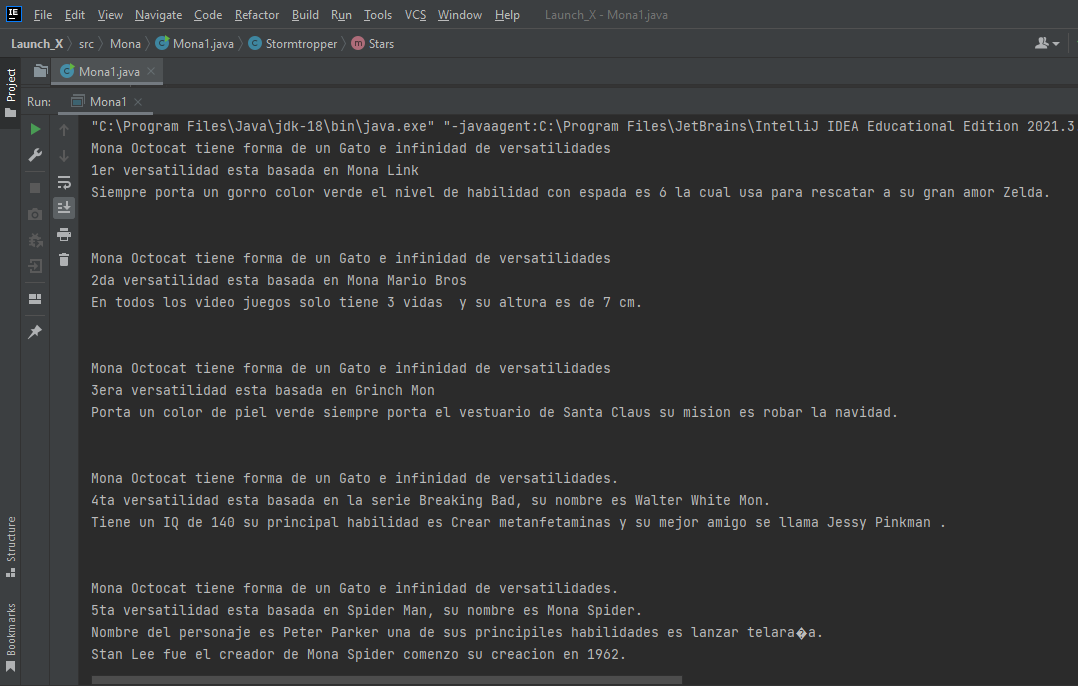 IE File Edit View Navigate Code Refactor Build Run Tools VCS Window Help Launch_X - Mona1.java
Launch_X src Mona C Mona1.java C Stormtropper m Stars
Project
C Mona1.java
Run: Mona1
"C:\Program Files\Java\jdk-18\bin\java.exe" "-javaagent:C:\Program Files\JetBrains\IntelliJ IDEA Educational Edition 2021.3
Mona Octocat tiene forma de un Gato e infinidad de versatilidades
1er versatilidad esta basada en Mona Link
Siempre porta un gorro color verde el nivel de habilidad con espada es 6 la cual usa para rescatar a su gran amor Zelda.
Mona Octocat tiene forma de un Gato e infinidad de versatilidades
2da versatilidad esta basada en Mona Mario Bros
En todos los video juegos solo tiene 3 vidas  y su altura es de 7 cm.
Mona Octocat tiene forma de un Gato e infinidad de versatilidades
3era versatilidad esta basada en Grinch Mon
Porta un color de piel verde siempre porta el vestuario de Santa Claus su mision es robar la navidad.
Mona Octocat tiene forma de un Gato e infinidad de versatilidades.
4ta versatilidad esta basada en la serie Breaking Bad, su nombre es Walter White Mon.
Tiene un IQ de 140 su principal habilidad es Crear metanfetaminas y su mejor amigo se llama Jessy Pinkman .
Structure
Mona Octocat tiene forma de un Gato e infinidad de versatilidades.
5ta versatilidad esta basada en Spider Man, su nombre es Mona Spider.
Nombre del personaje es Peter Parker una de sus principiles habilidades es lanzar telara�a.
Stan Lee fue el creador de Mona Spider comenzo su creacion en 1962.
Bookmarks